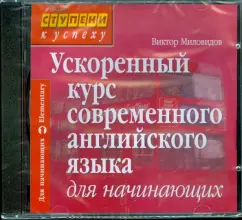 СТУПЕНИ
к успеху
Виктор Миловидов
Ускоренный
курс
современного
английского
языка
для начинающих
Для начинающих Elementary